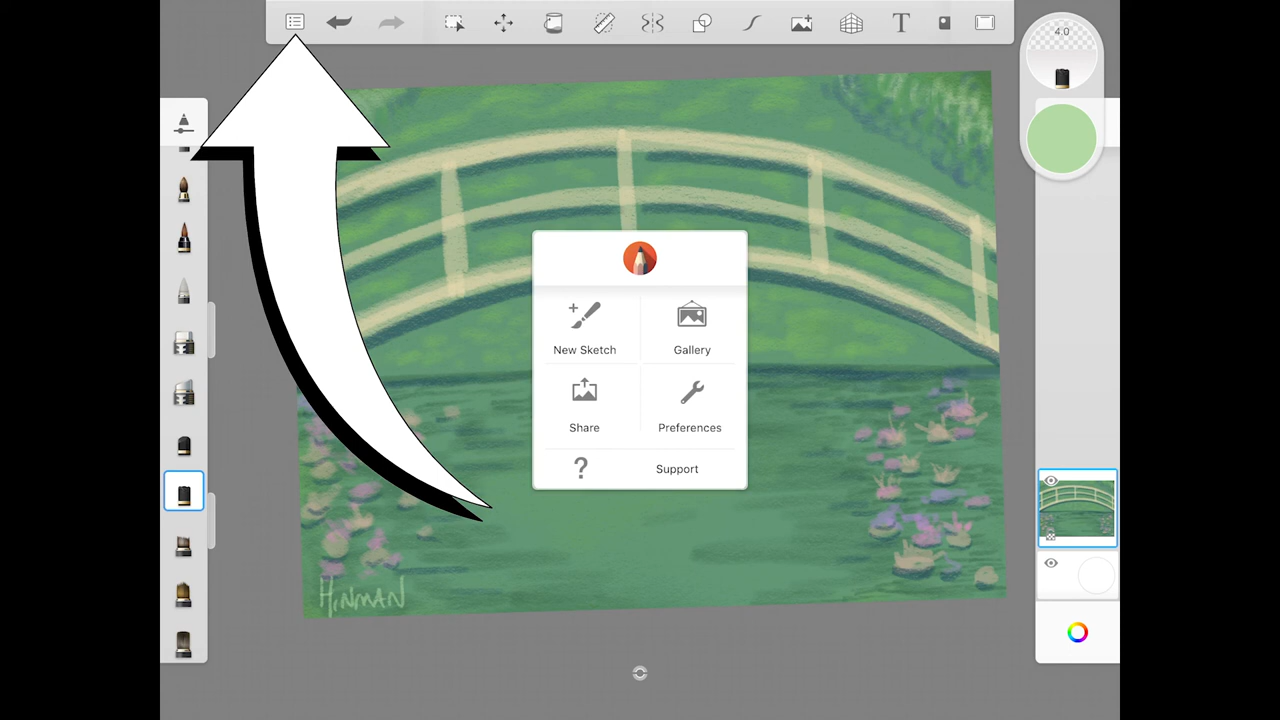 4.0
T
New Sketch
Gallery
Share
Preferences
?
Support
HINMAN